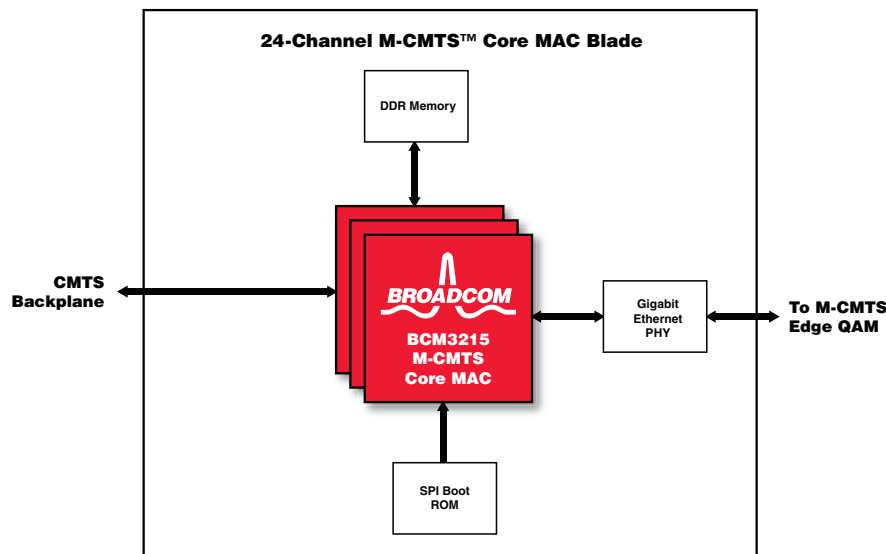 24-Channel M-CMTS™ Core MAC Blade
DDR Memory
CMTS
Backplane
BROADCOM
BCM3215
M-CMTS
Core MAC
Gigabit
Ethernet
PHY
To M-CMTS
Edge QAM
SPI Boot
ROM